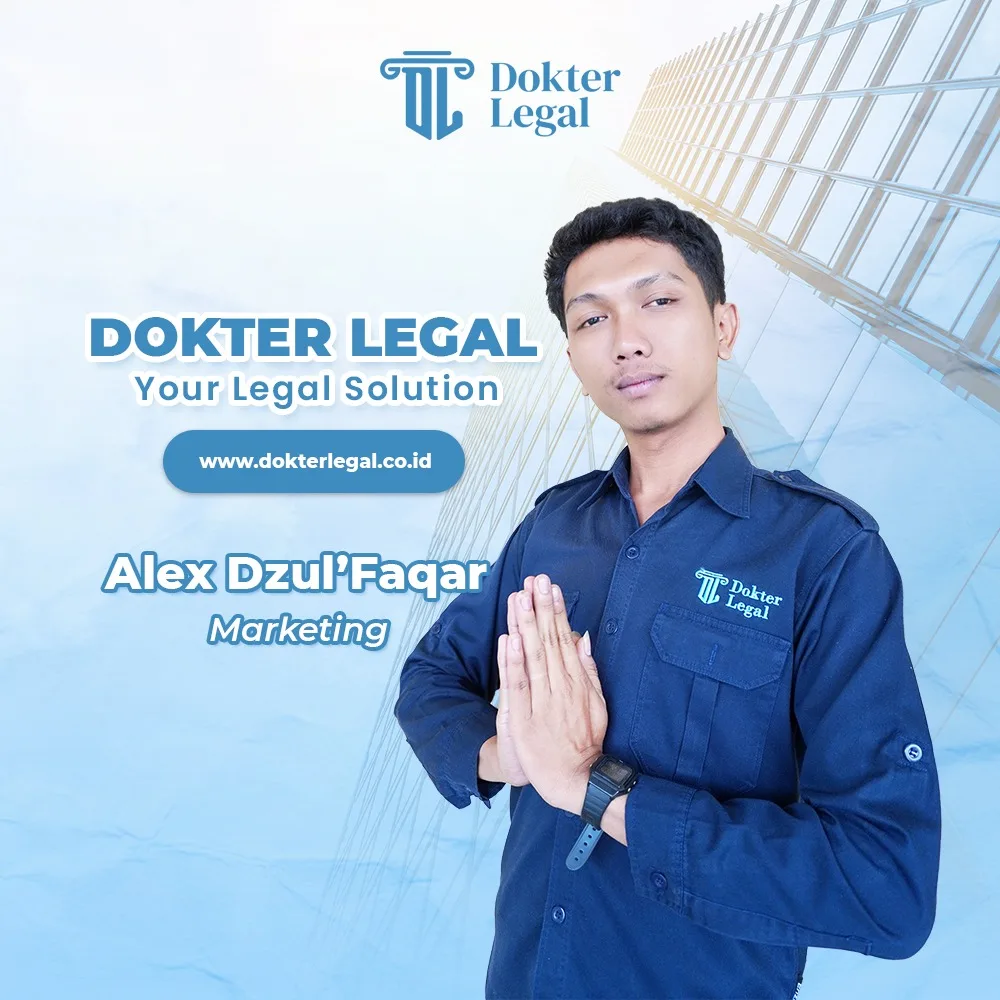 Dokter
Legal
DOKTER LEGAL
Your Legal Solution
www.dokterlegal.co.id
Alex Dzul’Faqar
Marketing
Dokter
Legal